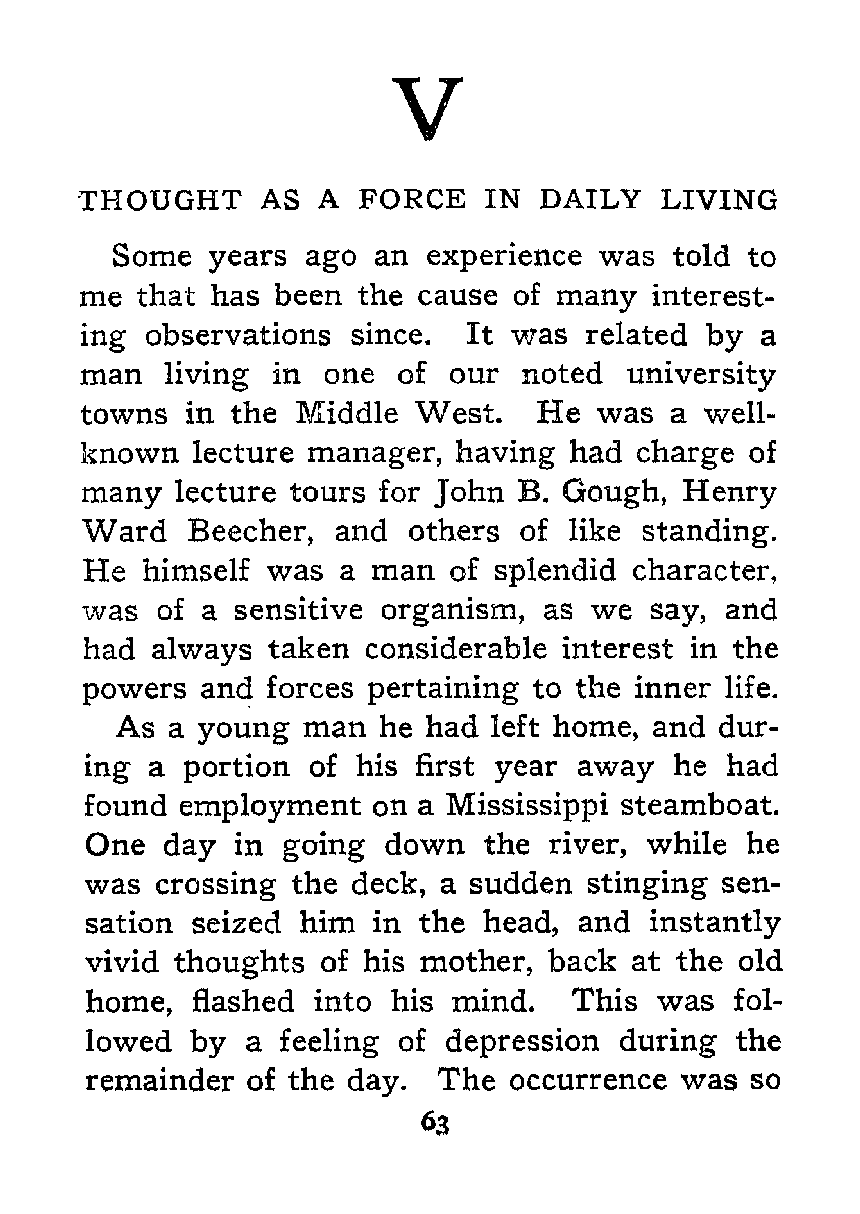 V
THOUGHT AS A FORCE IN DAILY LIVING
Some years ago an experience was told to
me that has been the cause of many interest-
ing observations since. It was related by a
man living in one of our noted university
towns in the Middle West. He was a well-
known lecture manager, having had charge of
many lecture tours for John B. Gough, Henry
Ward Beecher, and others of like standing.
He himself was a man of splendid character,
was of a sensitive organism, as we say, and
had always taken considerable interest in the
powers and forces pertaining to the inner life.
As a young man he had left home, and dur-
ing a portion of his first year away he had
found employment on a Mississippi steamboat.
One day in going down the river, while he
was crossing the deck, a sudden stinging sen-
sation seized him in the head, and instantly
vivid thoughts of his mother, back at the old
home, flashed into his mind. This was fol-
lowed by a feeling of depression during the
remainder of the day. The occurrence was so
63